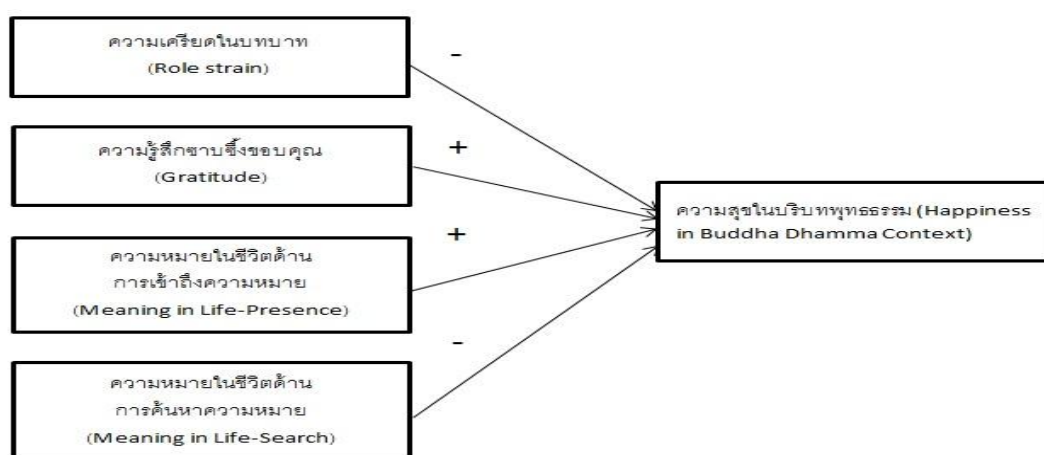 ความเครียดในบทบาท
(Role strain)
-
ความรู้สึกซาบซึ้งขอบคุณ
(Gratitude)
+
ความหมายในชีวิตด้าน
การเข้าถึงความหมาย
(Meaning in Life-Presence)
+
ความหมายในชีวิตด้าน
การค้นหาความหมาย
(Meaning in Life-Search)
-
ความสุขในบริบทพุทธธรรม (Happiness
in Buddha Dhamma Context)